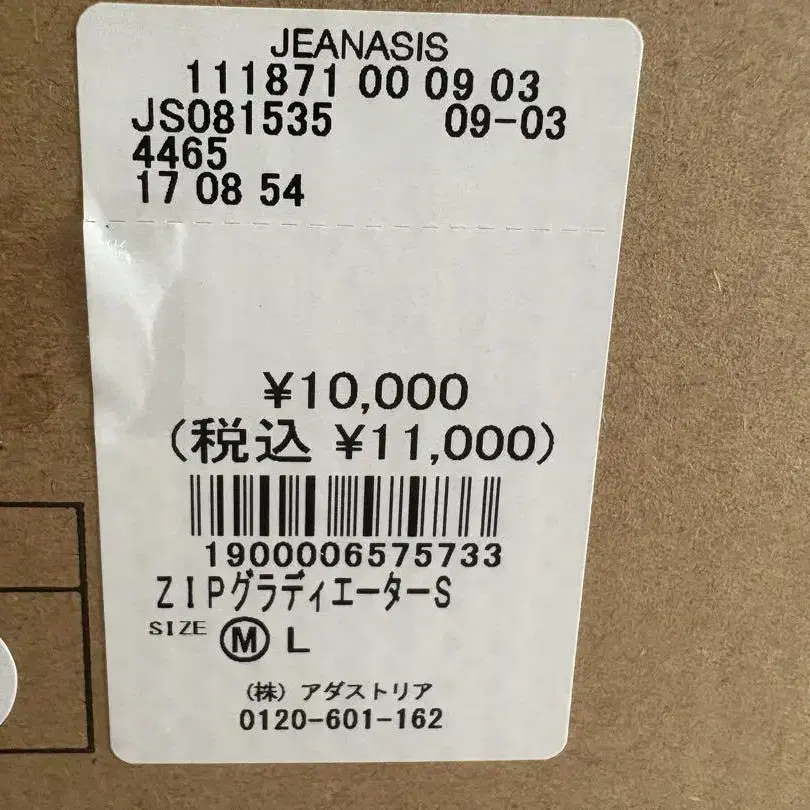 JEANASIS
111871 00 09 03
JS081535 09-03
4465
17 08 54
¥10,000
(税込 ¥11,000)
1900006575733
ZIPグラディエーターS
SIZE M L
(株) アダストリア
0120-601-162